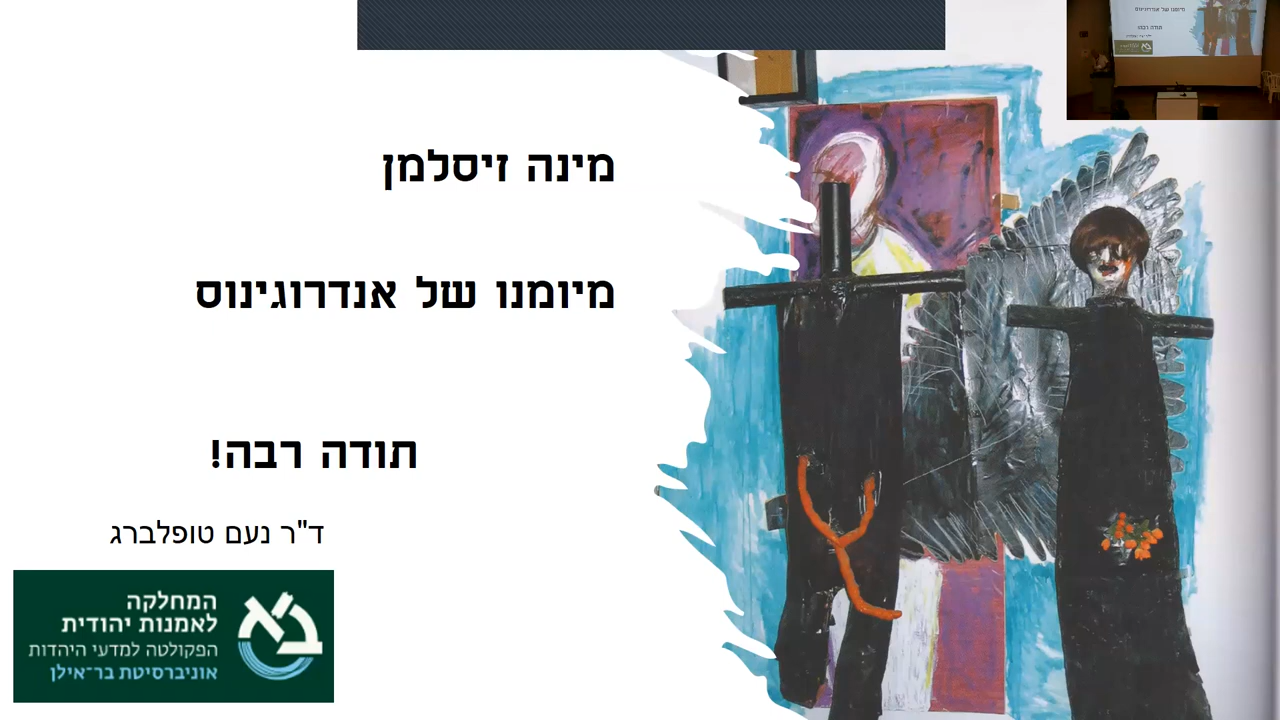 מינה זיסלמן
מיומנו של אנדרוגינוס
תודה רבה!
ד"ר נעם טופלברג
המחלקה
לאמנות יהודית
הפקולטה למדעי היהדות
אוניברסיטת בר־אילן